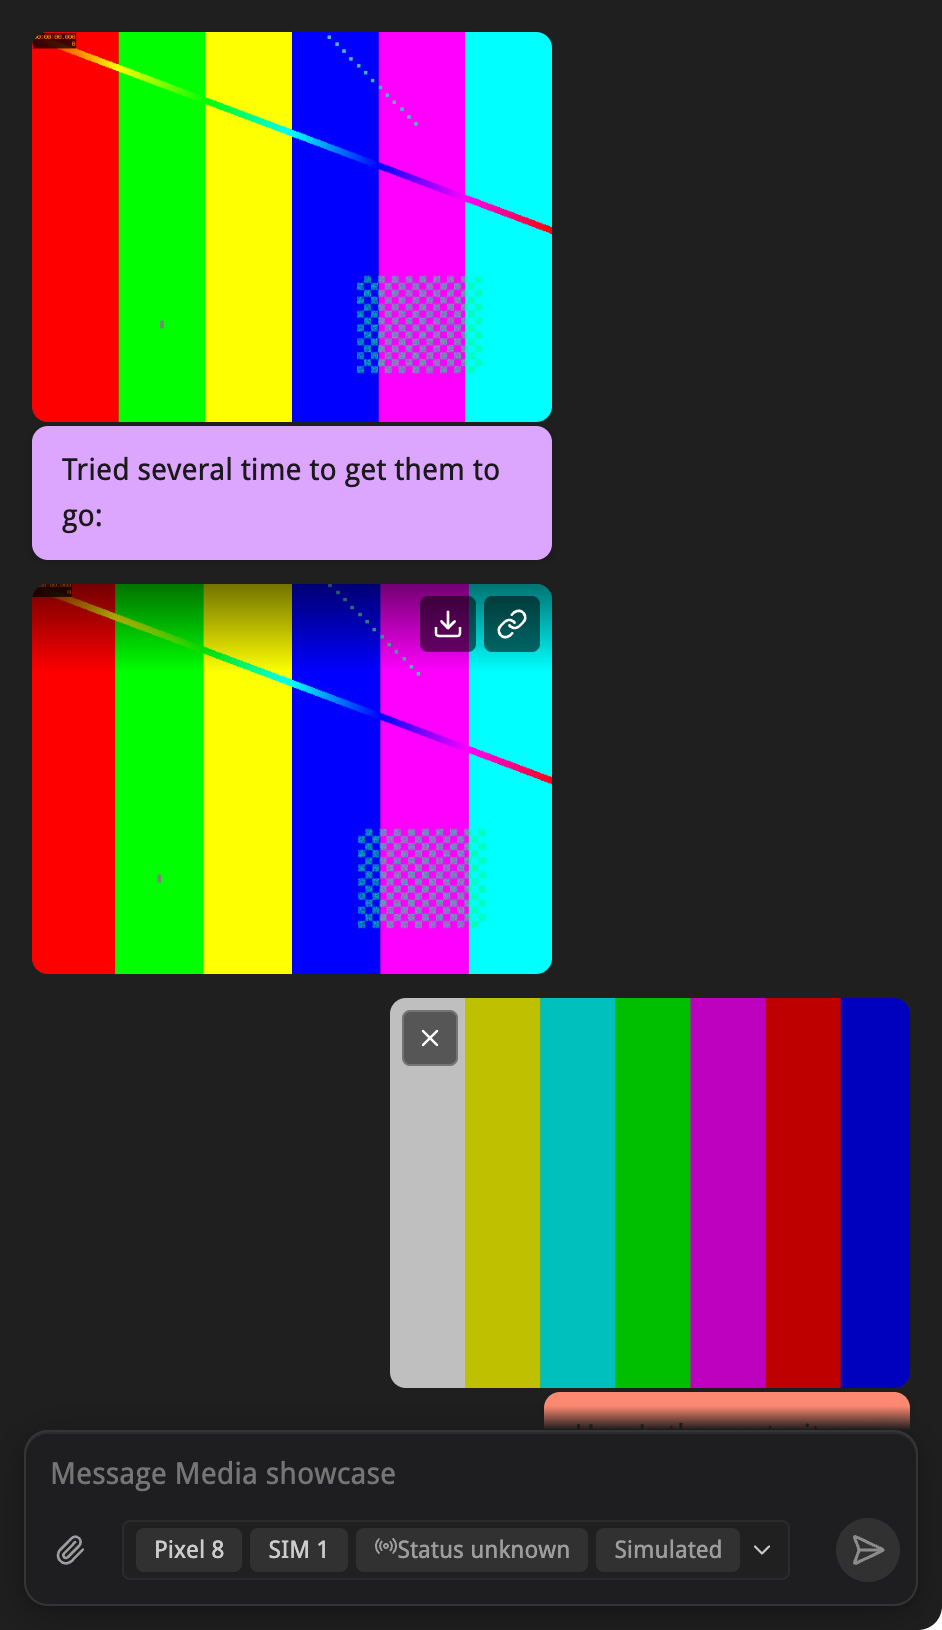 Tried several time to get them to
go:
Message Media showcase
Pixel 8 SIM 1 Status unknown Simulated